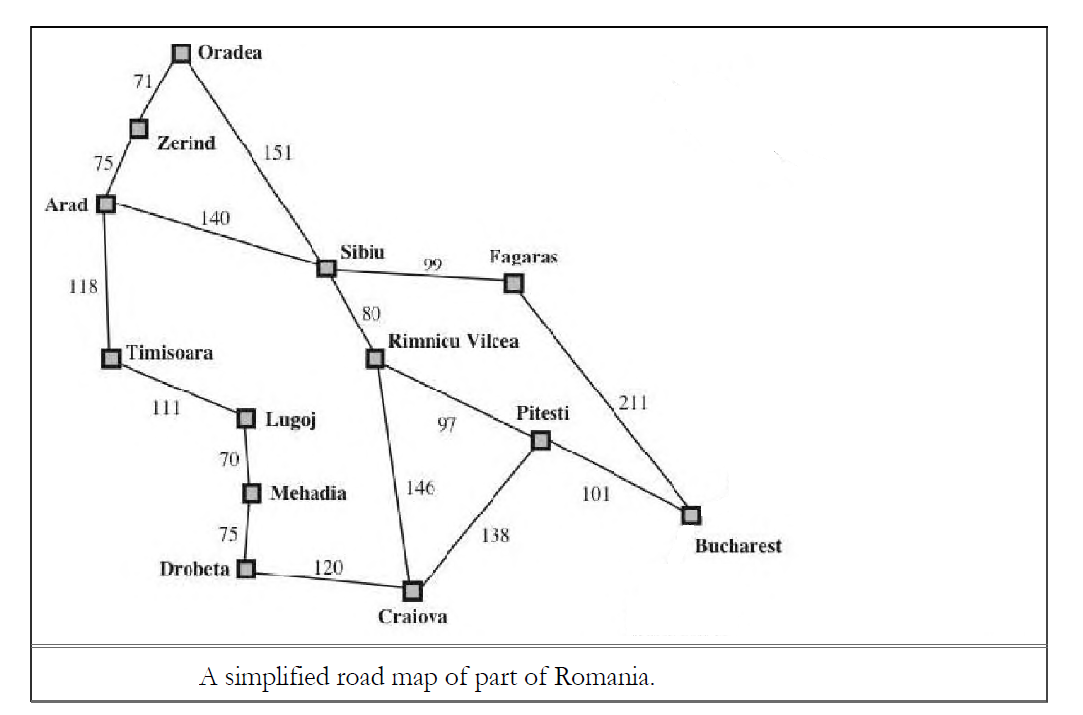 Oradea
71
Zerind
151
75
Arad
140
Sibiu
Fagaras
99
118
80
Rimnicu Vilcea
Timisoara
211
111
Lugoj
97
Pitesti
70
Mehadia
146
101
75
138
Bucharest
Drobeta
120
Craiova
A simplified road map of part of Romania.